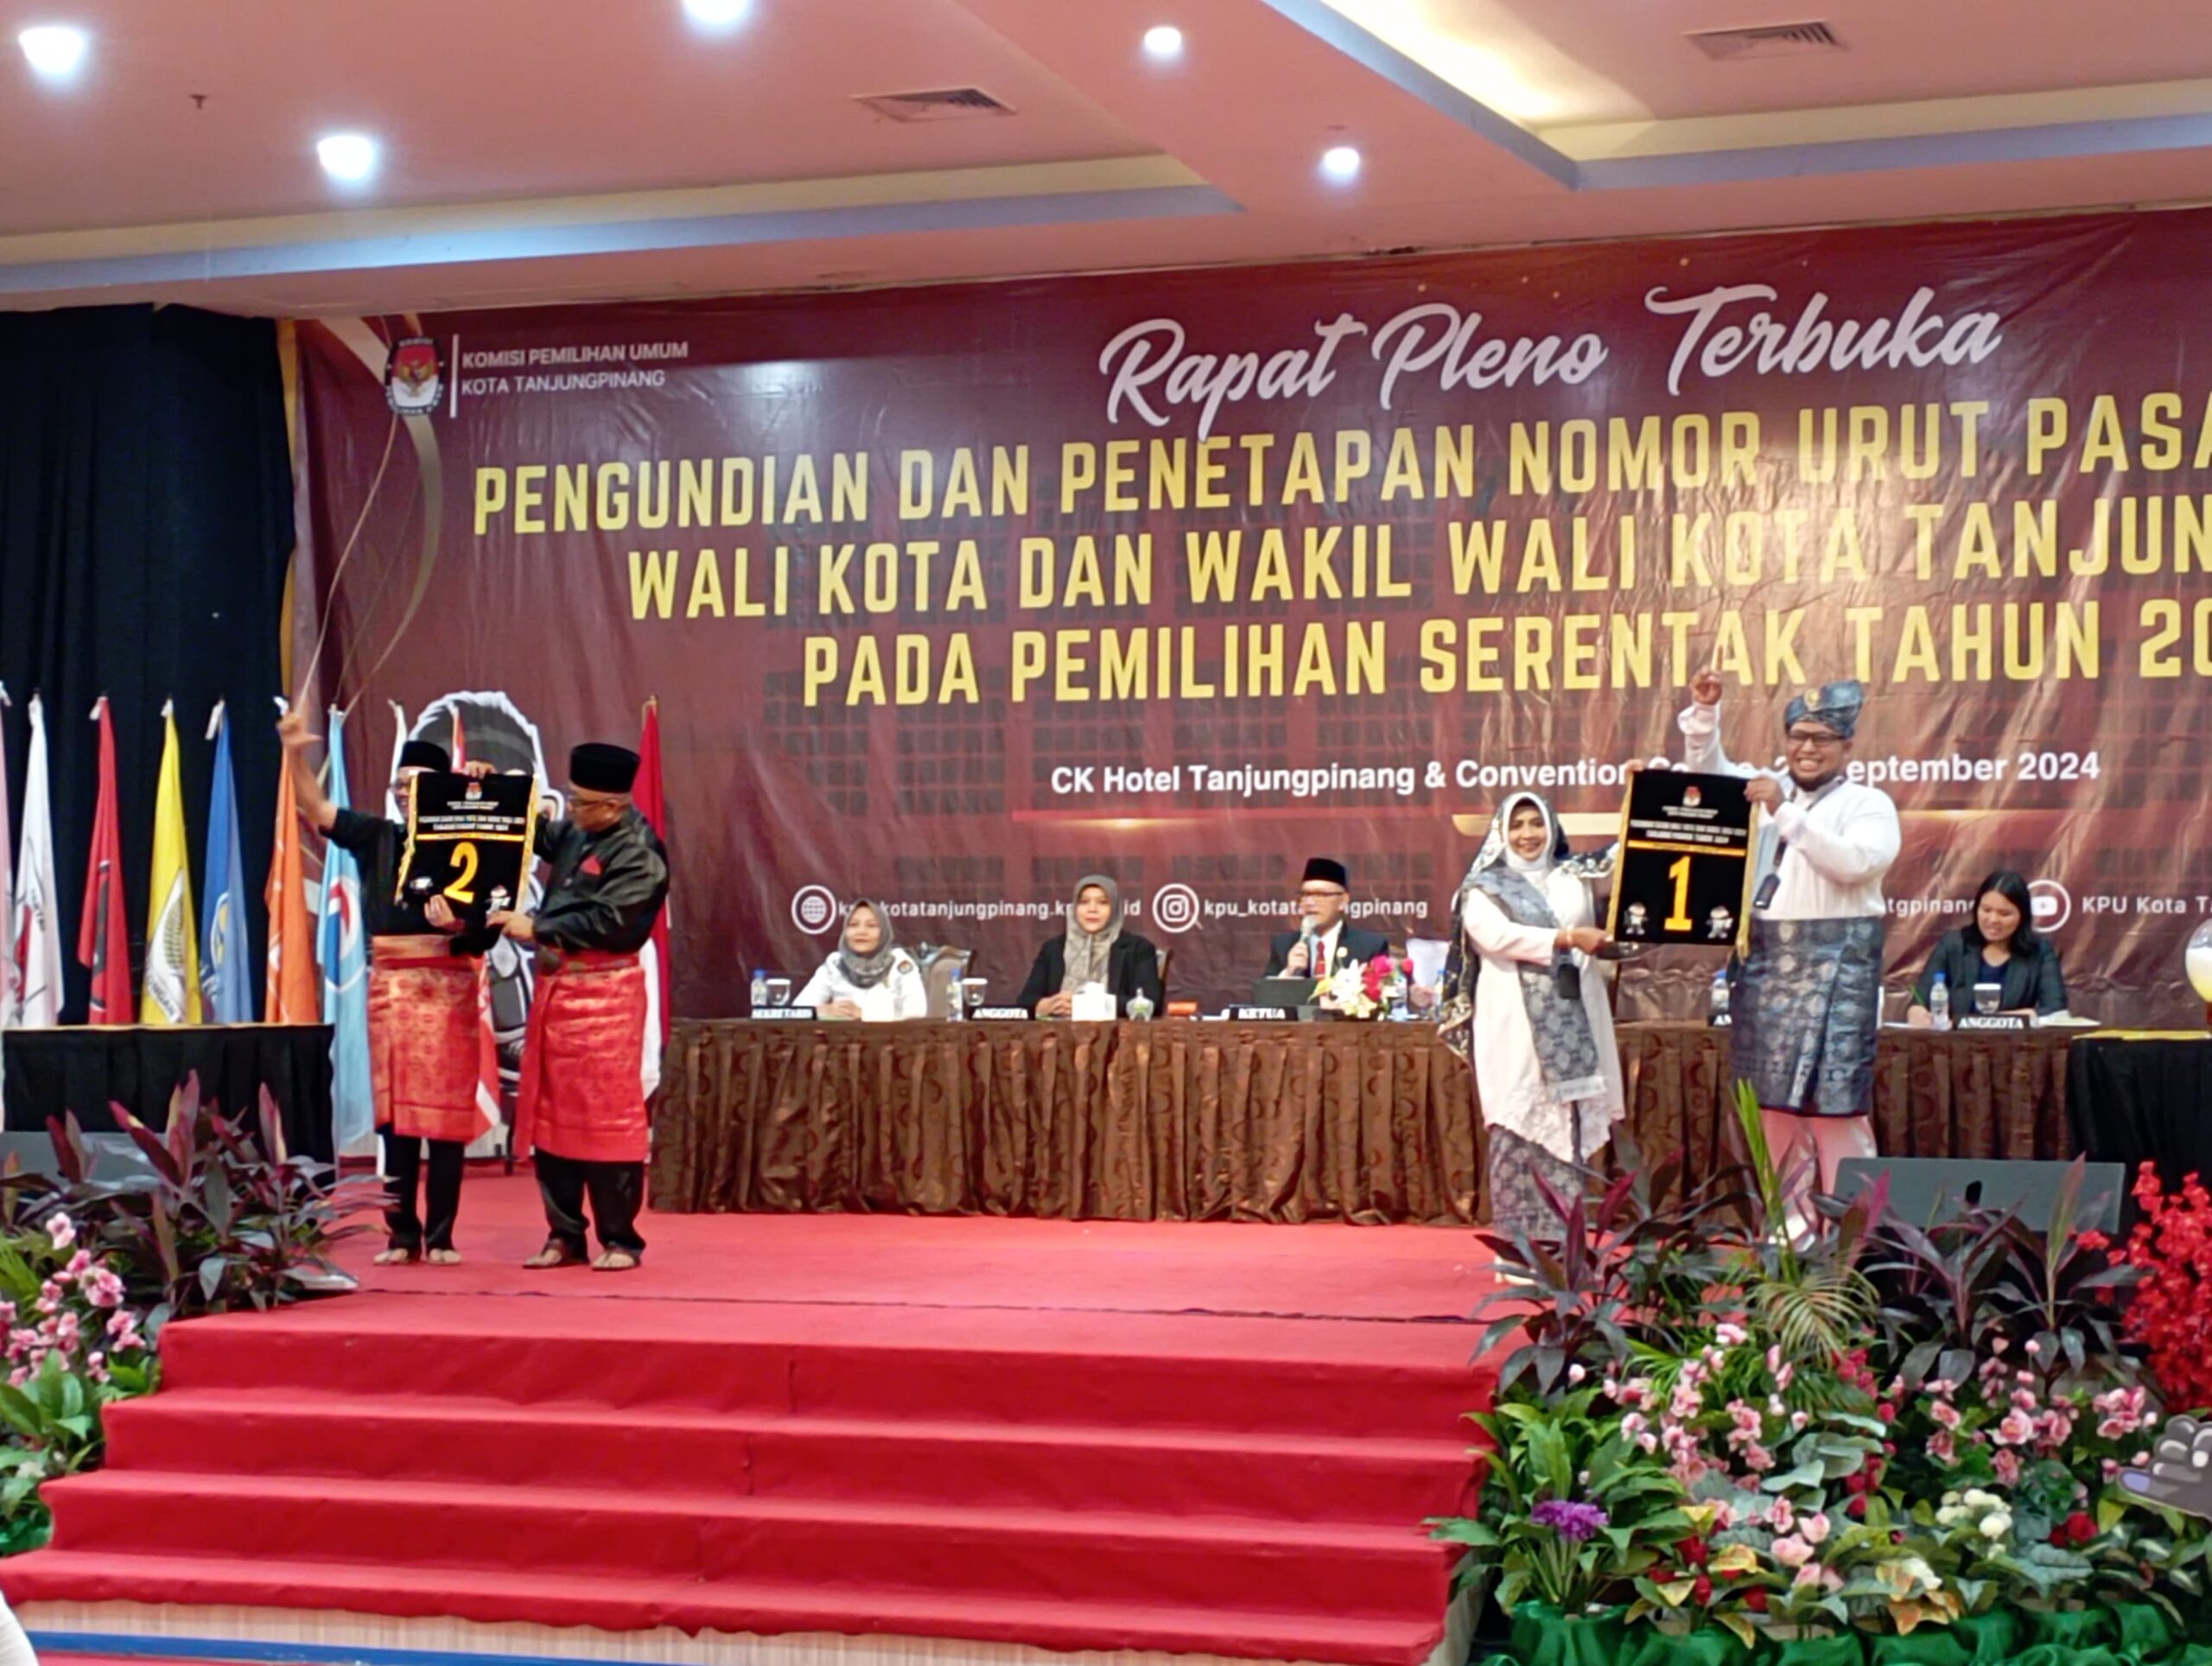 KOMISI PEMILIHAN UMUM
KOTA TANJUNGPINANG
Rapat Pleno Terbuka
PENGUNDIAN DAN PENETAPAN NOMOR URUT PASA
WALI KOTA DAN WAKIL WALI KOTA TANJUN
PADA PEMILIHAN SERENTAK TAHUN 20
CK Hotel Tanjungpinang & Convention eptember 2024
kpu_kotatanjungpinang
KPU Kota Ta
2
1
SEKRETARIS
ANGGOTA
KETUA
ANGGOTA